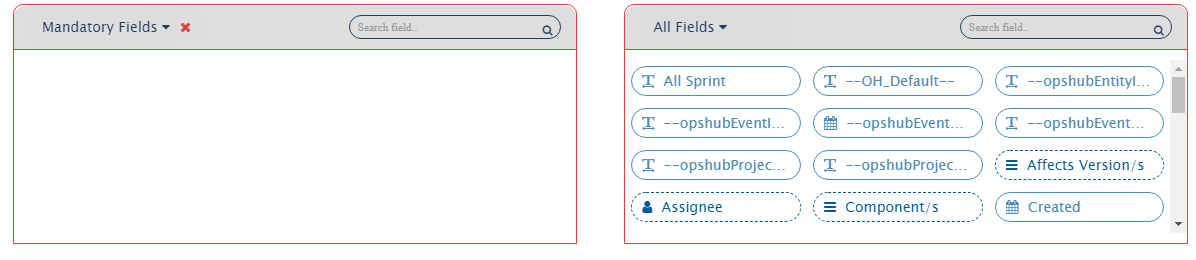 Mandatory Fields
Search field..
All Fields
Search field..
All Sprint
--OH_Default--
--opshubEntityI...
--opshubEventI...
--opshubEvent...
--opshubEvent...
--opshubProjec...
--opshubProjec...
Affects Version/s
Assignee
Component/s
Created